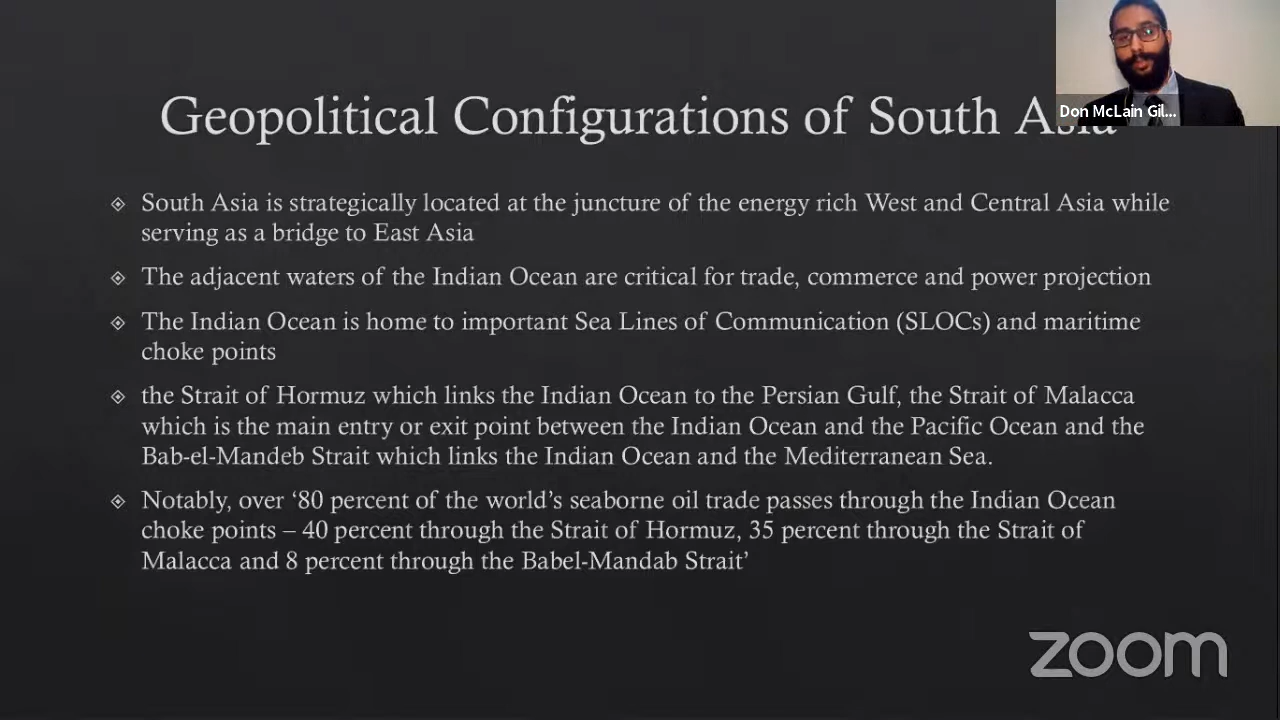 Don McLain Gil...
Geopolitical Configurations of South Asia
South Asia is strategically located at the juncture of the energy rich West and Central Asia while
serving as a bridge to East Asia
The adjacent waters of the Indian Ocean are critical for trade, commerce and power projection
The Indian Ocean is home to important Sea Lines of Communication (SLOCs) and maritime
choke points
the Strait of Hormuz which links the Indian Ocean to the Persian Gulf, the Strait of Malacca
which is the main entry or exit point between the Indian Ocean and the Pacific Ocean and the
Bab-el-Mandeb Strait which links the Indian Ocean and the Mediterranean Sea.
Notably, over ‘80 percent of the world’s seaborne oil trade passes through the Indian Ocean
choke points – 40 percent through the Strait of Hormuz, 35 percent through the Strait of
Malacca and 8 percent through the Babel-Mandab Strait’
zoom